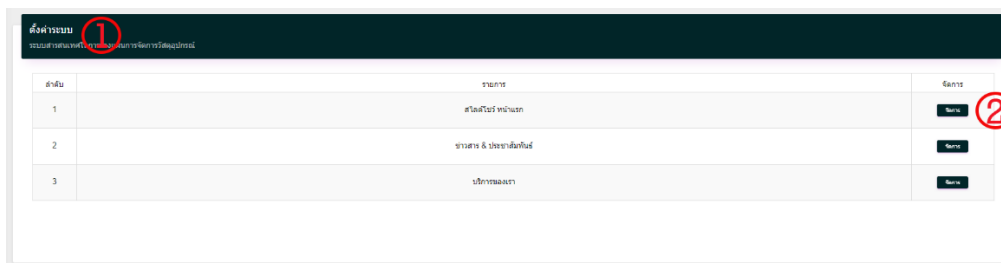 ตั้งค่าระบบ
①
ระบบสารสนเทศ การจัดการวัสดุอุปกรณ์
ลำดับ รายการ จัดการ
1 สไลด์โชว์ หน้าแรก จัดการ ②
2 ข่าวสาร & ประชาสัมพันธ์ จัดการ
3 บริการของเรา จัดการ